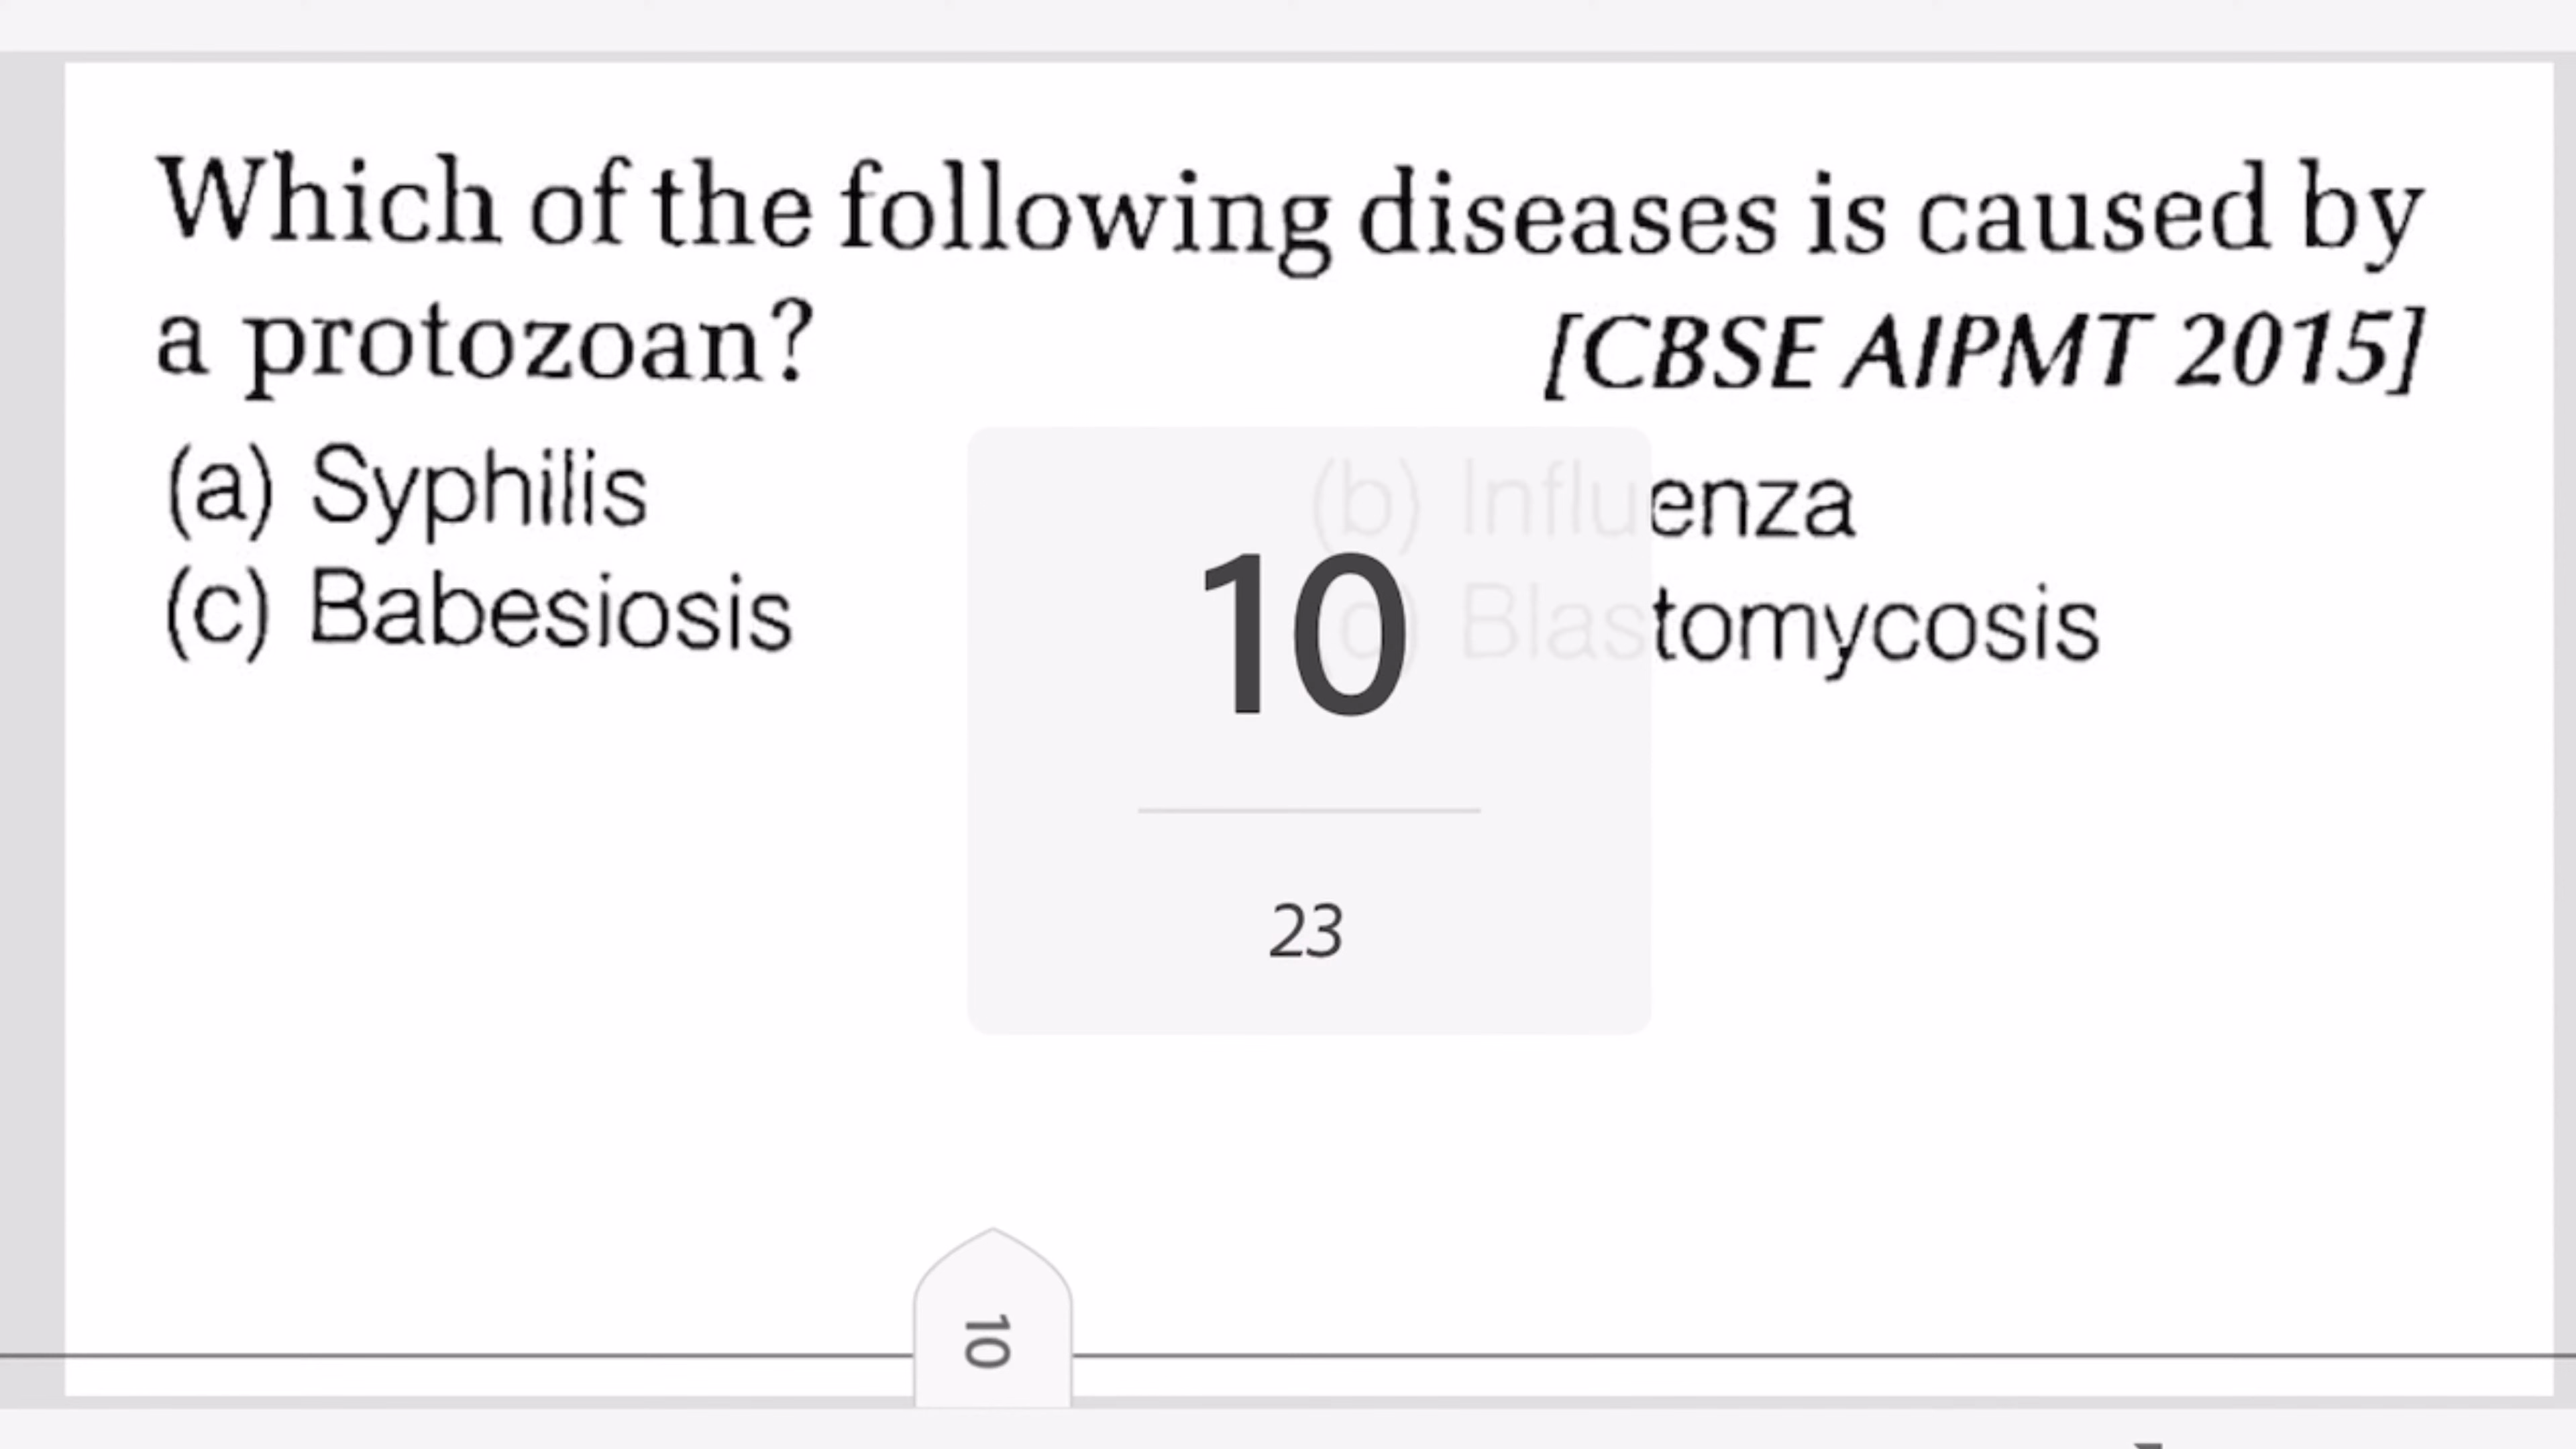 Which of the following diseases is caused by
a protozoan? [CBSE AIPMT 2015]
(a) Syphilis (b) Influenza
(c) Babesiosis (d) Blastomycosis
10
23
10